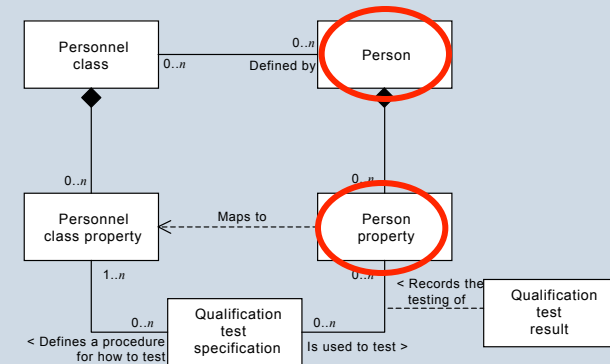 Personnel
class
0..n
0..n
Defined by
Person
0..n
0..n
Personnel
class property
Maps to
Person
property
1..n
0..n
< Records the
testing of
Qualification
test
result
0..n
Qualification
test
specification
0..n
< Defines a procedure
for how to test
Is used to test >